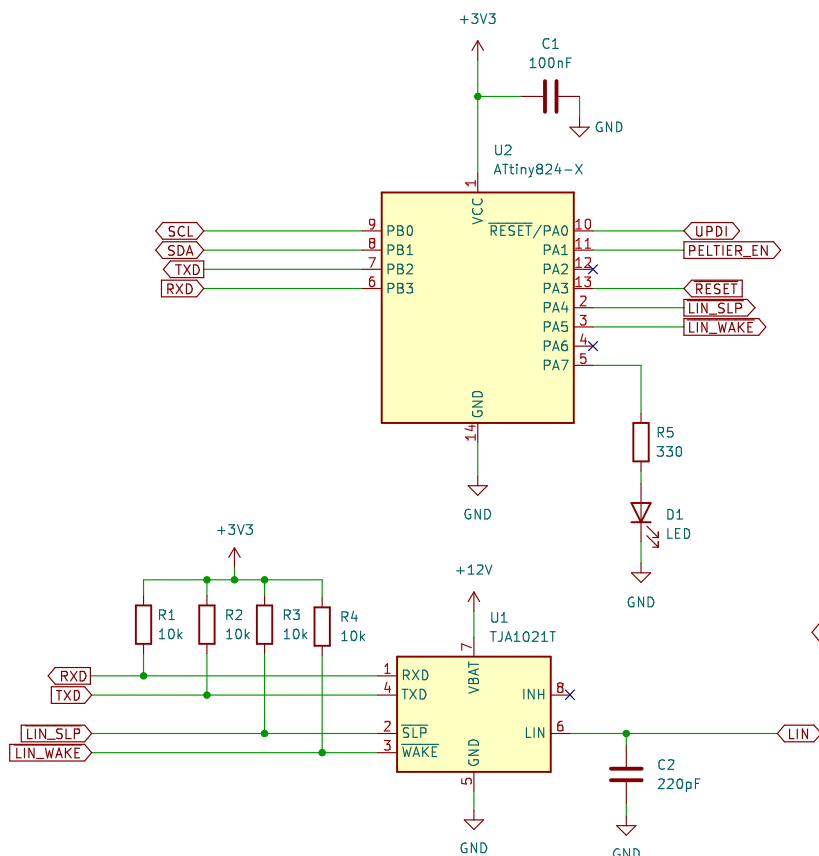 +3V3
C1
100nF
GND
U2
ATtiny824-X
1
VCC
SCL
9
PB0
RESET/PA0
10
UPDI
SDA
8
PB1
PA1
11
PELTIER_EN
TXD
7
PB2
PA2
12
RXD
6
PB3
PA3
13
RESET
PA4
2
LIN_SLP
PA5
3
LIN_WAKE
PA6
4
PA7
5
GND
14
GND
R5
330
D1
LED
GND
+3V3
R1
10k
R2
10k
R3
10k
R4
10k
+12V
U1
TJA1021T
7
VBAT
RXD
1
RXD
TXD
4
TXD
INH
8
LIN_SLP
2
SLP
LIN
6
LIN
LIN_WAKE
3
WAKE
GND
5
GND
C2
220pF
GND